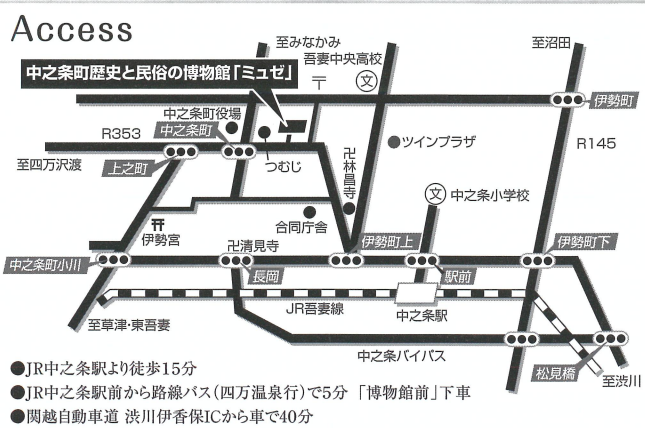 Access
至みなかみ
吾妻中央高校
至沼田
中之条町歴史と民俗の博物館「ミュゼ」
〒
文
伊勢町
中之条町役場
R353
中之条町
ツインプラザ
R145
至四万沢渡
上之町
つむじ
卍林昌寺
文 中之条小学校
伊勢宮
合同庁舎
中之条町小川
卍清見寺
伊勢町上
伊勢町下
長岡
駅前
JR吾妻線
中之条駅
至草津・東吾妻
中之条バイパス
松見橋
至渋川
●JR中之条駅より徒歩15分
●JR中之条駅前から路線バス(四万温泉行)で5分 「博物館前」下車
●関越自動車道 渋川伊香保ICから車で40分